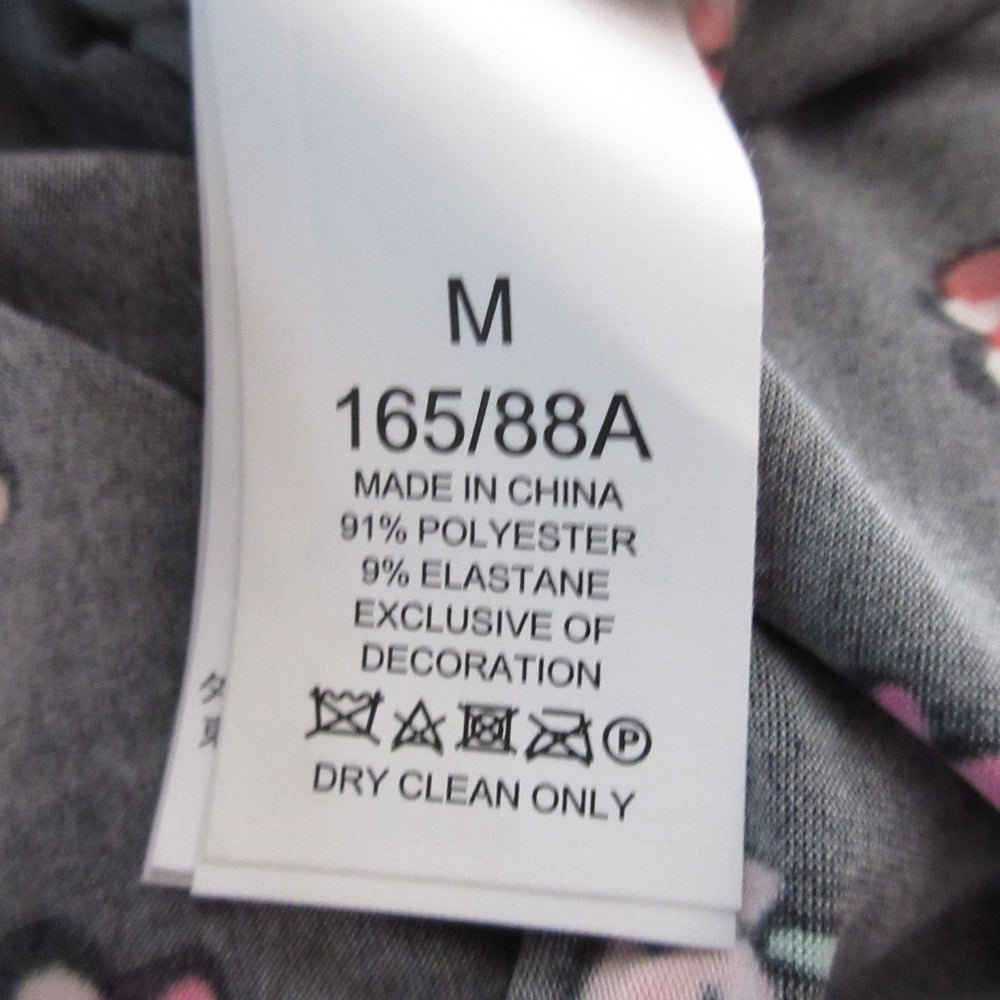 M
165/88A
MADE IN CHINA
91% POLYESTER
9% ELASTANE
EXCLUSIVE OF
DECORATION
P
DRY CLEAN ONLY